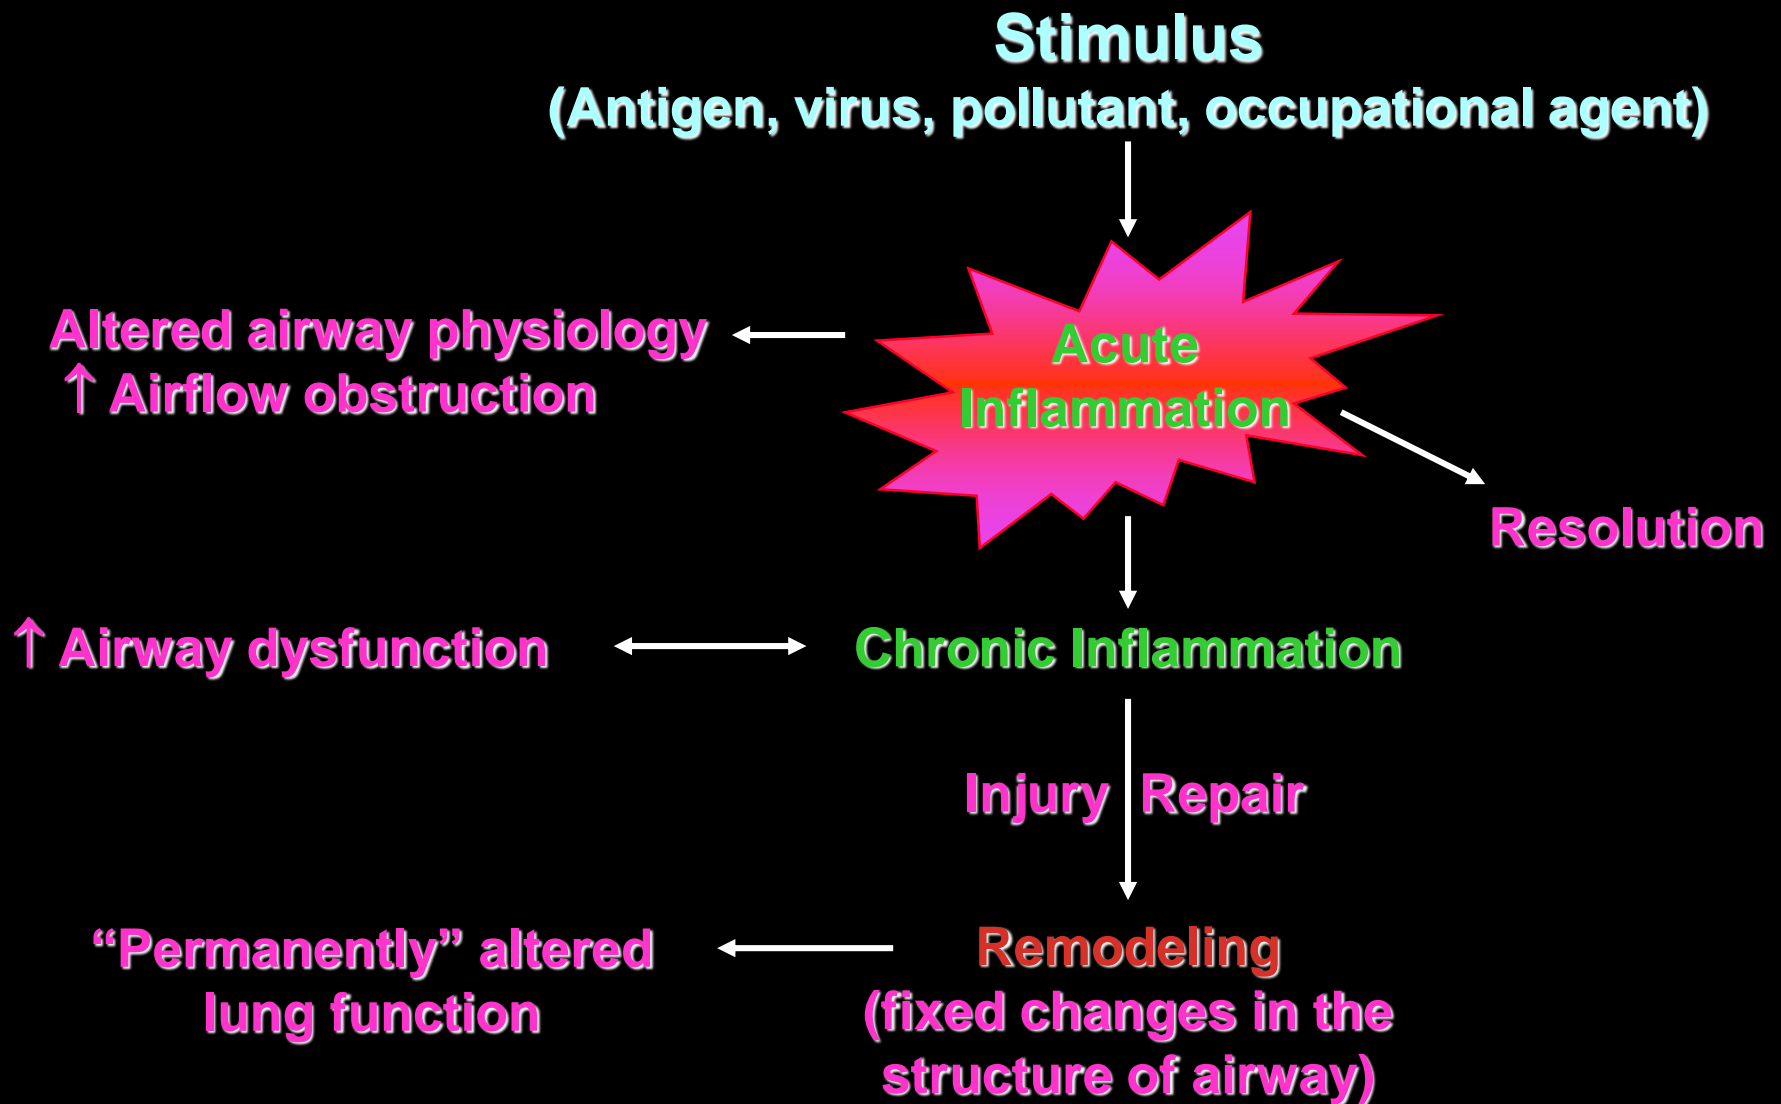 Stimulus
(Antigen, virus, pollutant, occupational agent)
Altered airway physiology
↑ Airflow obstruction
Acute
Inflammation
Resolution
↑ Airway dysfunction
Chronic Inflammation
Injury
Repair
“Permanently” altered
lung function
Remodeling
(fixed changes in the
structure of airway)